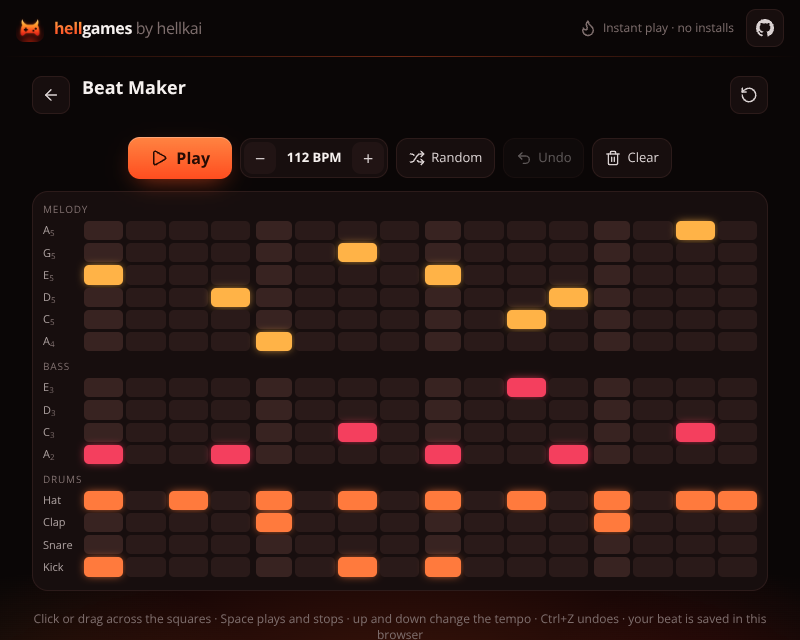 hellgames by hellkai
Instant play · no installs
Beat Maker
Play
− 112 BPM +
Random
Undo
Clear
MELODY
A5
G5
E5
D5
C5
A4
BASS
E3
D3
C3
A2
DRUMS
Hat
Clap
Snare
Kick
Click or drag across the squares · Space plays and stops · up and down change the tempo · Ctrl+Z undoes · your beat is saved in this
browser